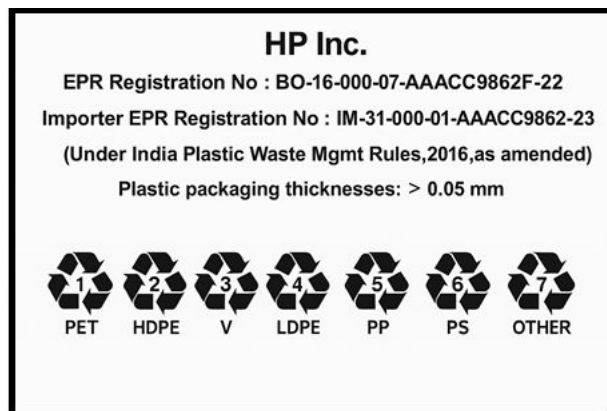 HP Inc.
EPR Registration No : BO-16-000-07-AAACC9862F-22
Importer EPR Registration No : IM-31-000-01-AAACC9862-23
(Under India Plastic Waste Mgmt Rules,2016,as amended)
Plastic packaging thicknesses: > 0.05 mm
1 2 3 4 5 6 7
PET HDPE V LDPE PP PS OTHER